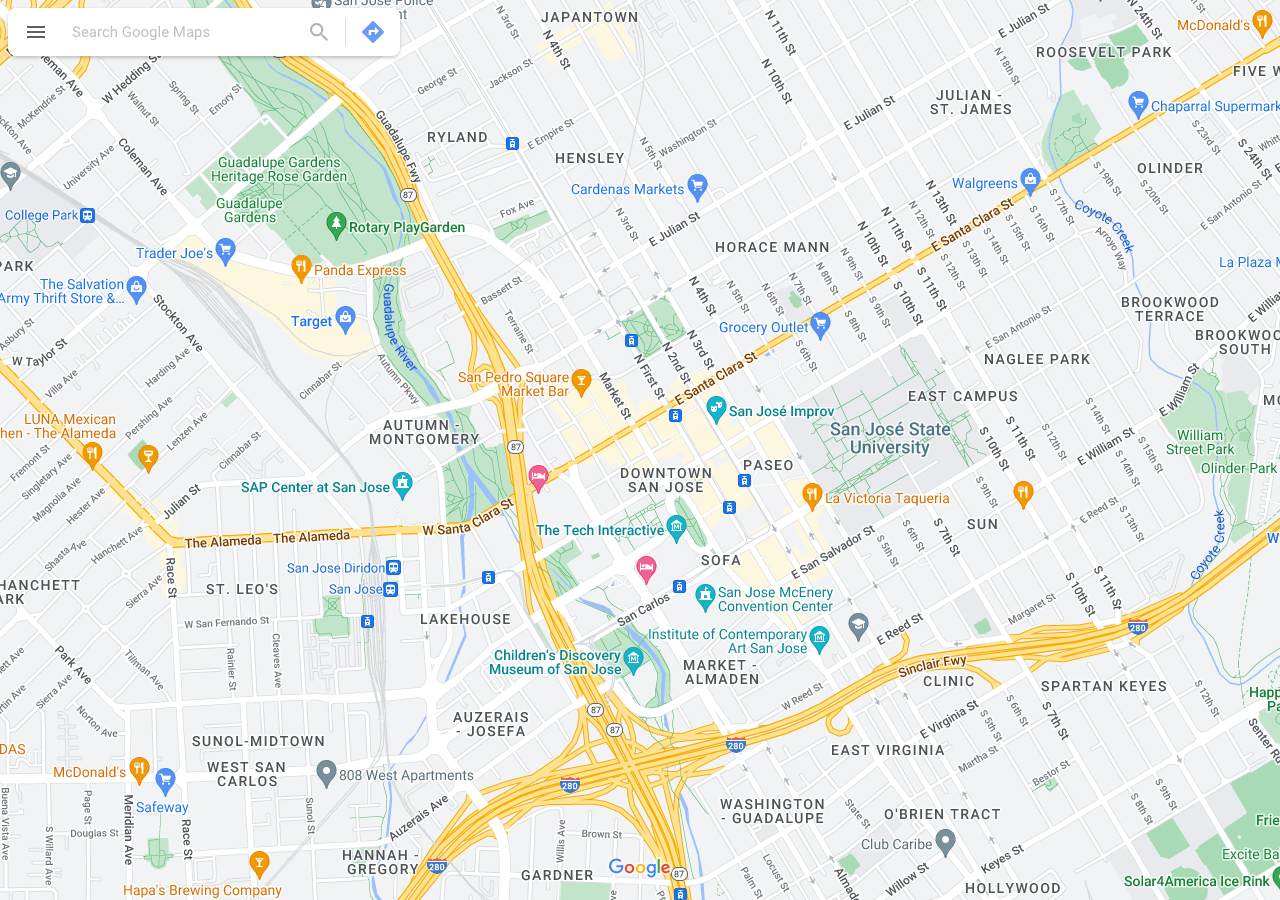 San Jose Police
Search Google Maps
JAPANTOWN
McDonald's
ROOSEVELT PARK
FIVE W
N 3rd St
N 4th St
N 10th St
N 11th St
E Julian St
N 18th St
Coleman Ave
W Hedding St
Spring St
Emory St
Walnut St
McKendrie St
University Ave
George St
Jackson St
JULIAN -
ST. JAMES
Chaparral Supermark
S 23rd St
S 24th St
E Julian St
Guadalupe Fwy
RYLAND
E Empire St
HENSLEY
N 5th St
Washington St
Coleman Ave
Guadalupe Gardens
Heritage Rose Garden
Guadalupe
Gardens
OLINDER
Walgreens
Cardenas Markets
87
S 19th St
S 20th St
S 17th St
S 16th St
College Park
Rotary PlayGarden
Fox Ave
N 3rd St
E Julian St
N 13th St
N 12th St
N 11th St
N 10th St
E Santa Clara St
Coyote Creek
E San Antonio St
Arroyo Way
HORACE MANN
Trader Joe's
Panda Express
PARK
La Plaza M
The Salvation
Army Thrift Store &...
Stockton Ave
Target
Guadalupe River
Bassett St
Terraine St
N 4th St
N 9th St
N 8th St
N 7th St
S 6th St
S 5th St
S 9th St
S 8th St
S 10th St
S 11th St
S 12th St
S 13th St
S 14th St
S 15th St
BROOKWOOD
TERRACE
Grocery Outlet
E San Antonio St
E William
BROOKWOO
SOUTH
Asbury St
W Taylor St
Villa Ave
Harding Ave
Cinnabar St
Autumn Pkwy
N 3rd St
N 2nd St
N First St
S 6th St
NAGLEE PARK
San Pedro Square
Market Bar
Market St
E Santa Clara St
EAST CAMPUS
E William St
LUNA Mexican
hen - The Alameda
Pershing Ave
Lenzen Ave
Cinnabar St
AUTUMN -
MONTGOMERY
San José Improv
San José State
University
William
Street Park
Olinder Park
S 10th St
S 11th St
E William St
87
Fremont St
Singletary Ave
Magnolia Ave
Hester Ave
Hanchett Ave
Shasta Ave
Julian St
SAP Center at San Jose
DOWNTOWN
SAN JOSE
PASEO
S 9th St
La Victoria Taqueria
SUN
E Reed St
S 13th St
W Santa Clara St
The Alameda
The Alameda
The Tech Interactive
SOFA
E San Salvador St
S 6th St
S 7th St
Coyote Creek
San Jose Diridon
San Jose
HANCHETT
ARK
Sierra Ave
Race St
ST. LEO'S
LAKEHOUSE
San Carlos
San Jose McEnery
Convention Center
S 10th St
S 11th St
Margaret St
280
W San Fernando St
Institute of Contemporary
Art San Jose
E Reed St
Park Ave
Tillman Ave
Rainier St
Cleaves Ave
Children's Discovery
Museum of San Jose
MARKET -
ALMADEN
Sinclair Fwy
CLINIC
SPARTAN KEYES
Sierra Ave
Norton Ave
W Reed St
E Virginia St
S 5th St
S 6th St
S 7th St
S 12th St
Happ
Pa
Senter Rd
AUZERAIS
- JOSEFA
87
87
280
SUNOL-MIDTOWN
EAST VIRGINIA
Martha St
Bestor St
DAS
McDonald's
WEST SAN
CARLOS
808 West Apartments
280
Safeway
Buena Vista Ave
Page St
Meridian Ave
Race St
Sunol St
Auzerais Ave
WASHINGTON
- GUADALUPE
State St
O'BRIEN TRACT
S 8th St
S 9th St
Douglas St
S Willard Ave
Willis Ave
Brown St
Club Caribe
Frie
Keyes St
Excite Ba
HANNAH -
GREGORY
280
Google
87
GARDNER
Palm St
Locust St
Willow St
Solar4America Ice Rink
Hapa's Brewing Company
HOLLYWOOD